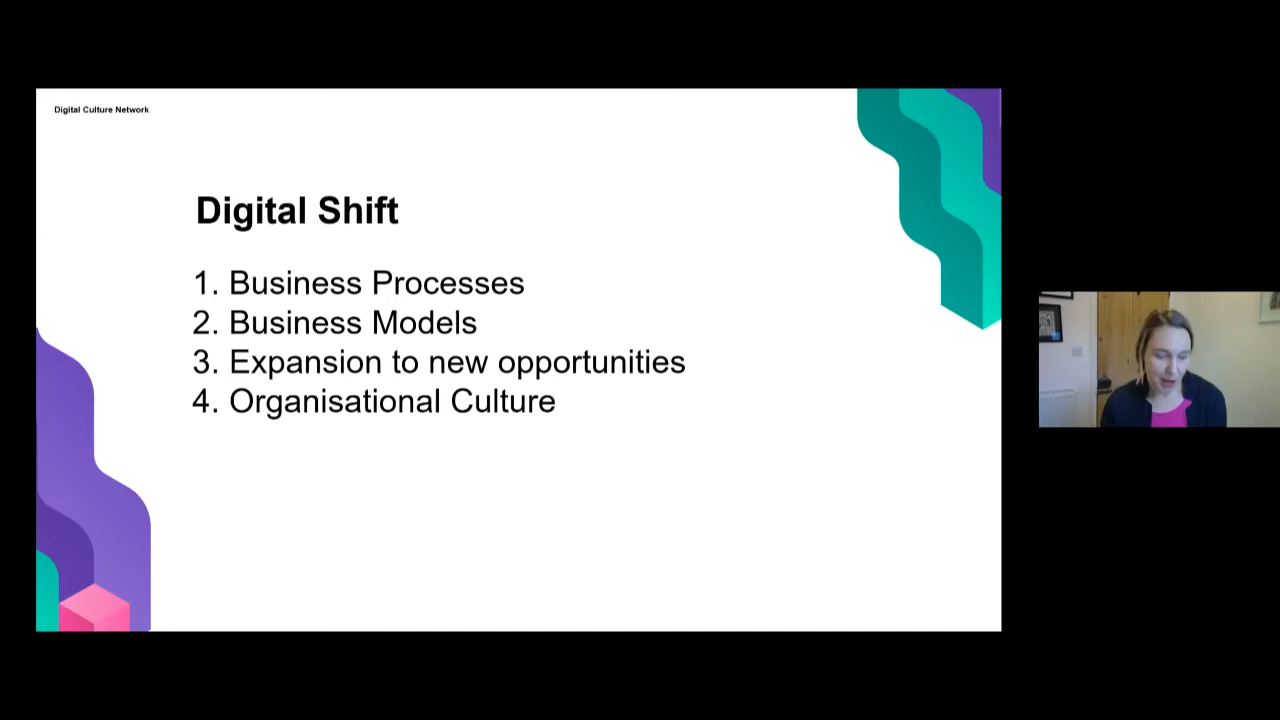 Digital Culture Network
Digital Shift
1. Business Processes
2. Business Models
3. Expansion to new opportunities
4. Organisational Culture